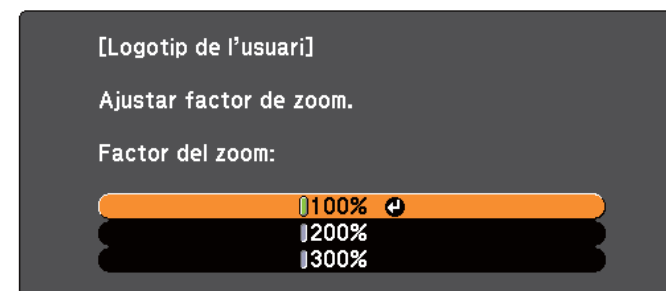 [Logotip de l'usuari]
Ajustar factor de zoom.
Factor del zoom:
100%
200%
300%